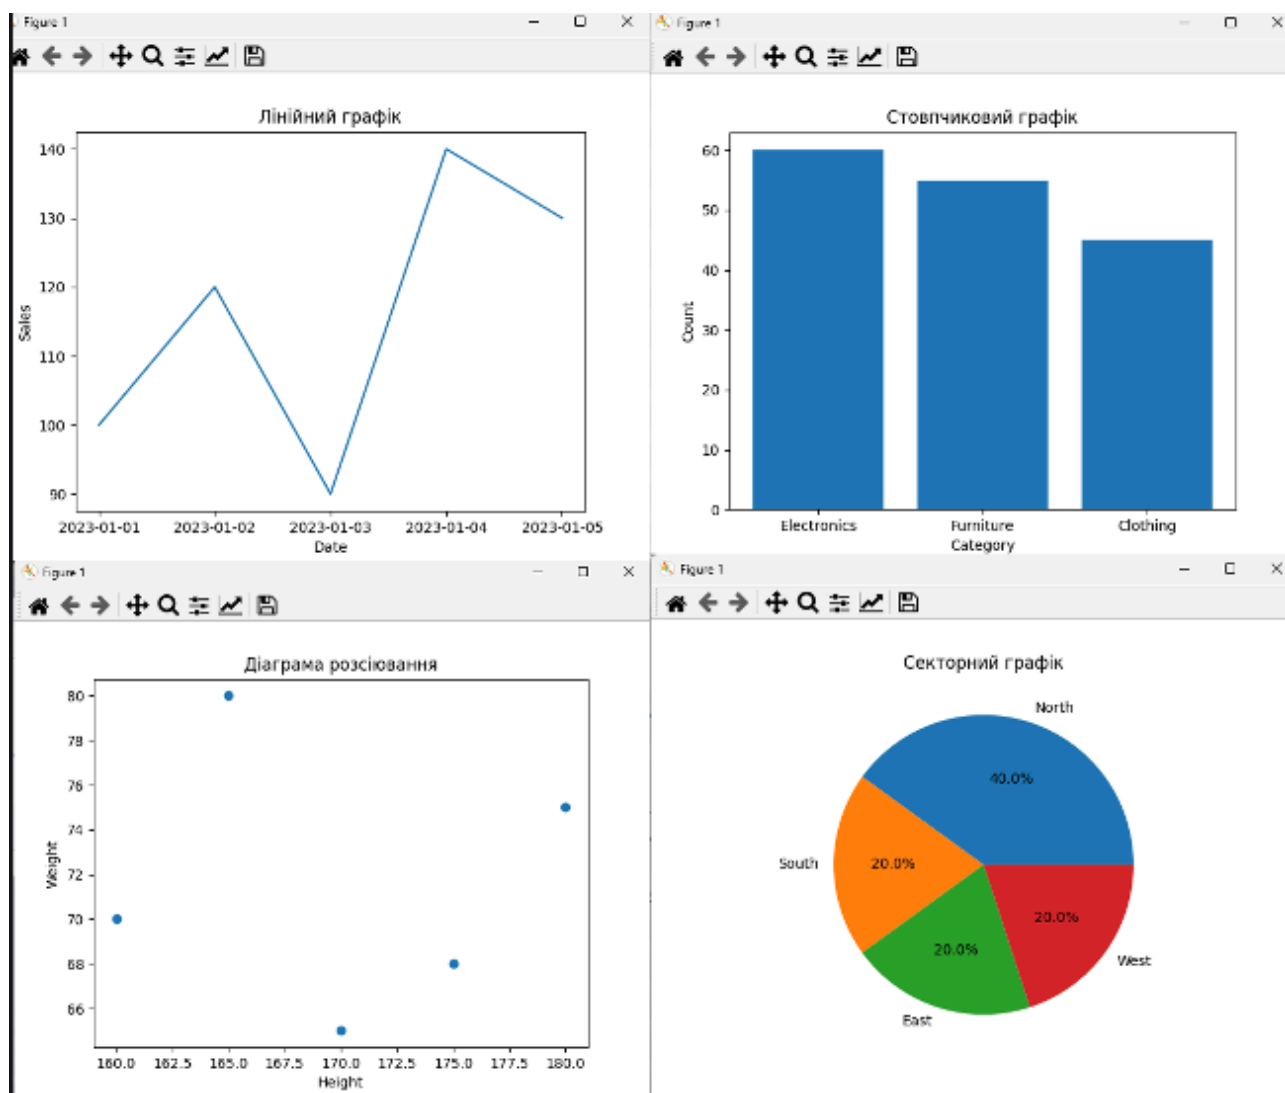 Figure 1
Лінійний графік
140
130
120
110
100
90
Sales
2023-01-01 2023-01-02 2023-01-03 2023-01-04 2023-01-05
Date
Figure 1
Стовпчиковий графік
60
50
40
30
20
10
0
Count
Electronics Furniture Clothing
Category
Figure 1
Діаграма розсіювання
80
78
76
74
72
70
68
66
Weight
160.0 162.5 165.0 167.5 170.0 172.5 175.0 177.5 180.0
Height
Figure 1
Секторний графік
North
40.0%
South
20.0%
20.0%
East
20.0%
West